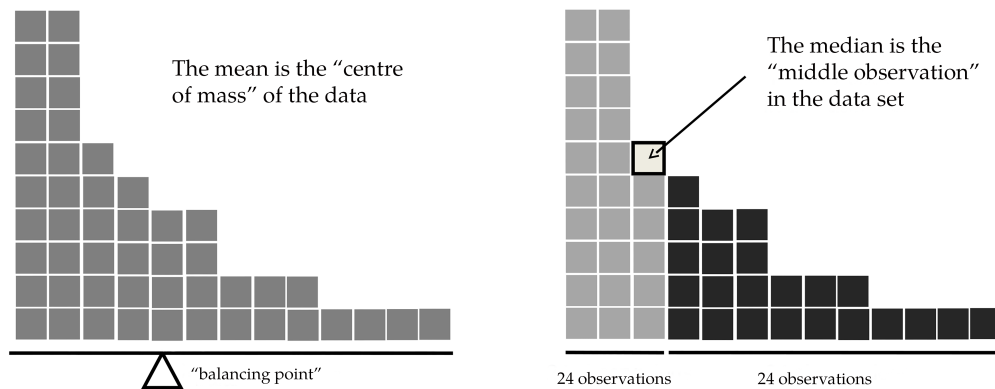 The mean is the “centre
of mass” of the data
“balancing point”
The median is the
“middle observation”
in the data set
24 observations
24 observations